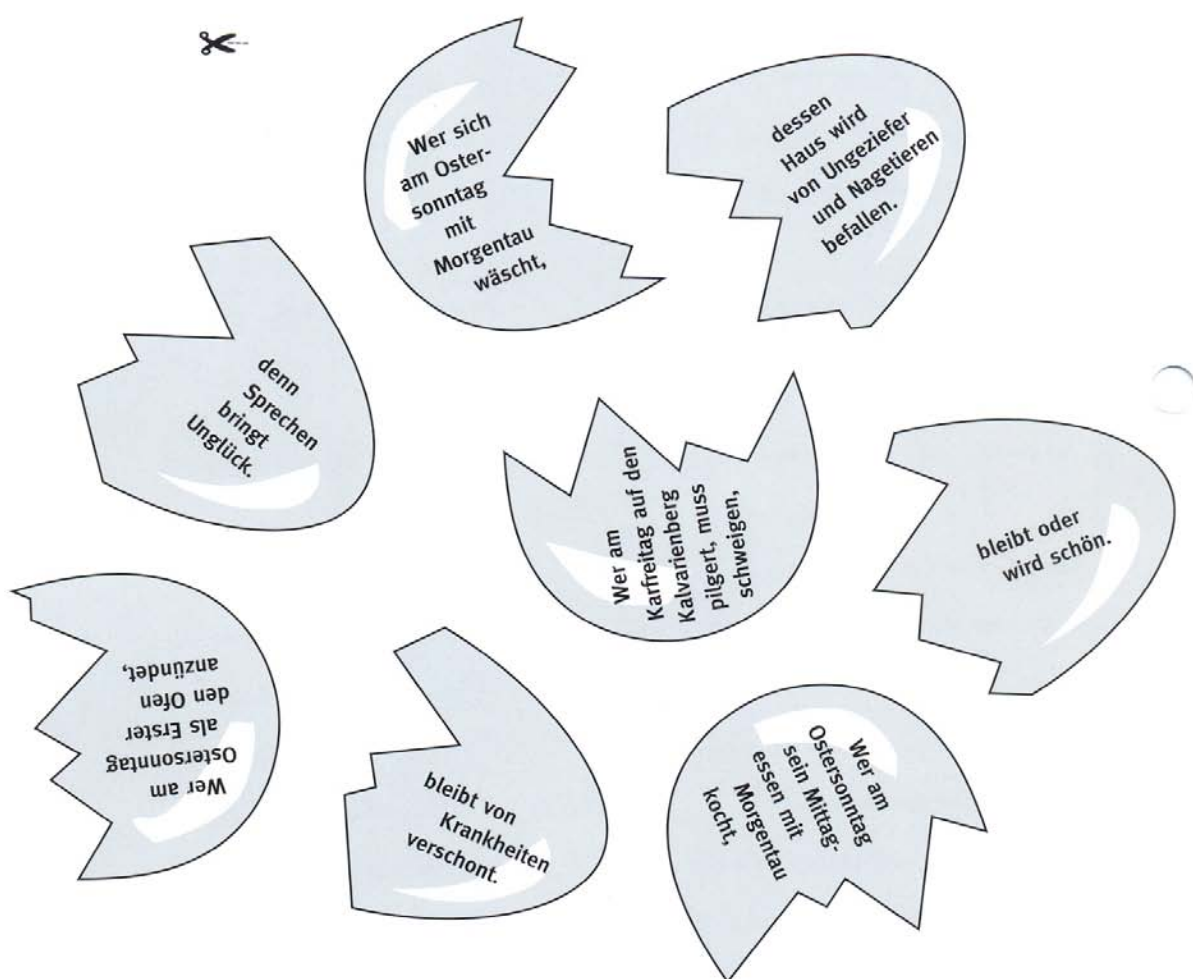 Wer sich
am Oster-
sonntag
mit
Morgentau
wäscht,
dessen
Haus wird
von Ungeziefer
und Nagetieren
befallen.
denn
Sprechen
bringt
Unglück.
Wer am
Karfreitag auf den
Kalvarienberg
pilgert, muss
schweigen,
bleibt oder
wird schön.
Wer am
Ostersonntag
als Erster
den Ofen
anzündet,
bleibt von
Krankheiten
verschont.
Wer am
Ostersonntag
sein Mittag-
essen mit
Morgentau
kocht,